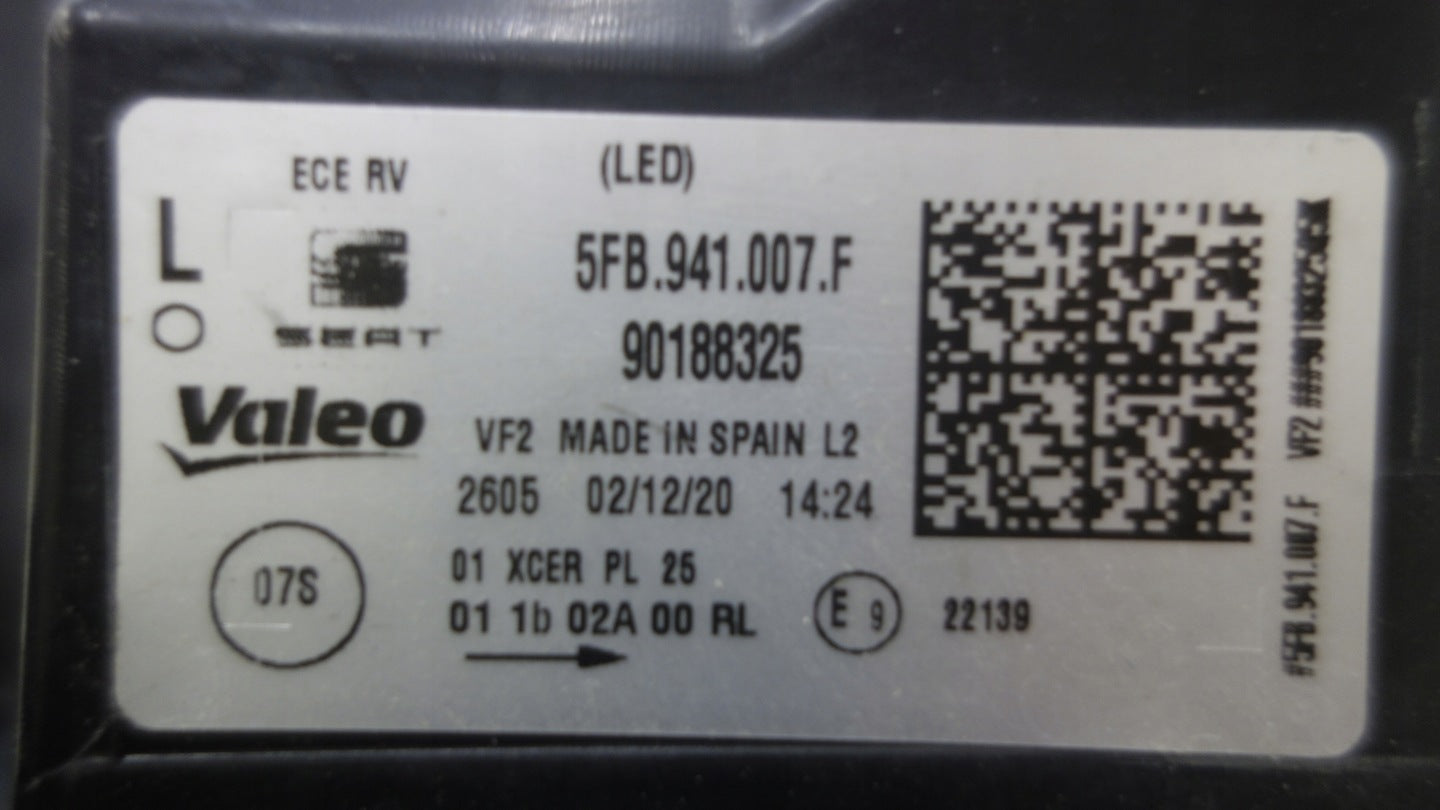 ECE RV
(LED)
L
SEAT
5FB.941.007.F
90188325
Valeo
VF2 MADE IN SPAIN L2
2605 02/12/20 14:24
07S
01 XCER PL 25
01 1b 02A 00 RL
E 9
22139
#5FB.941.007.F VF2 ###90188325